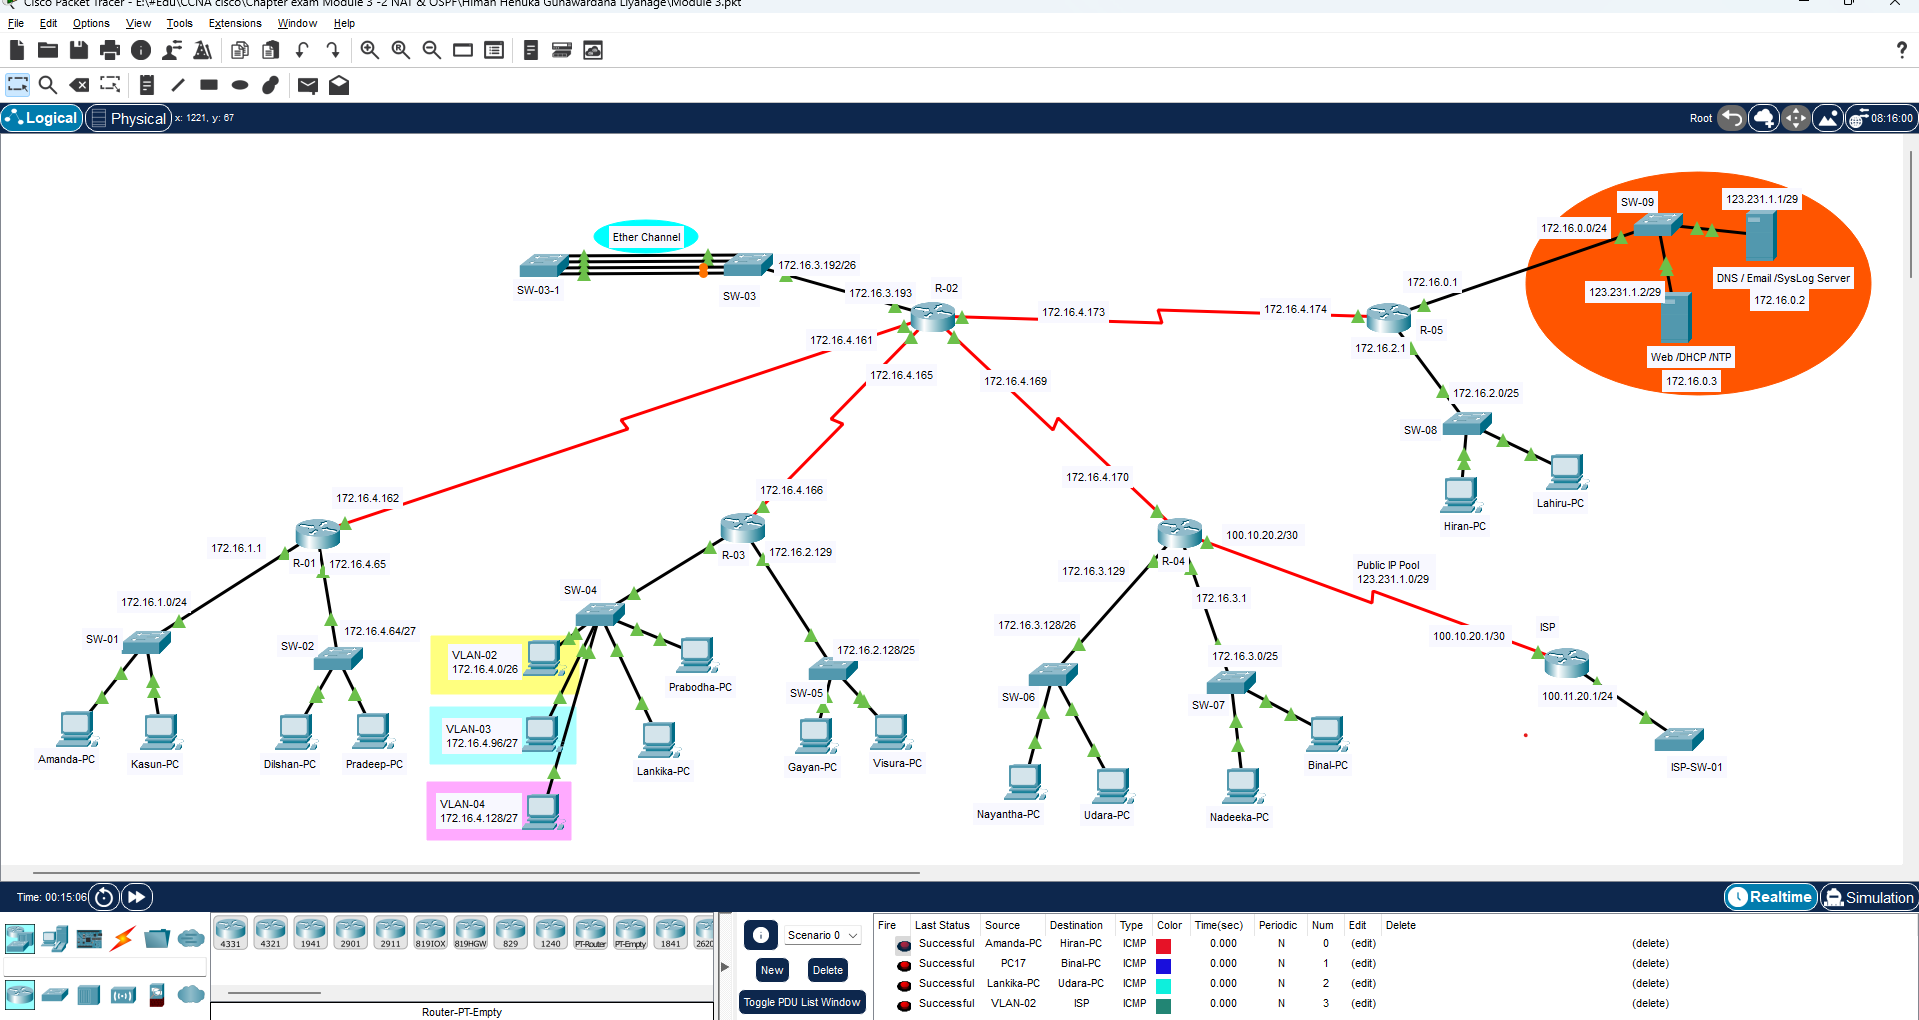 Cisco Packet Tracer - E:\#Edu\CCNA cisco\Chapter exam Module 3 -2 NAT & OSPF\Himan Henuka Gunawardana Liyanage\Module 3.pkt
File Edit Options View Tools Extensions Window Help
?
Logical Physical x: 1221, y: 67 Root 08:16:00
SW-09
123.231.1.1/29
172.16.0.0/24
Ether Channel
172.16.3.192/26
DNS / Email /SysLog Server
172.16.0.2
172.16.0.1
123.231.1.2/29
SW-03-1
SW-03
172.16.3.193
R-02
172.16.4.173
172.16.4.174
R-05
172.16.4.161
172.16.2.1
Web /DHCP /NTP
172.16.0.3
172.16.4.165
172.16.4.169
172.16.2.0/25
SW-08
172.16.4.170
172.16.4.162
172.16.4.166
Lahiru-PC
Hiran-PC
100.10.20.2/30
172.16.1.1
R-01
172.16.4.65
R-03
172.16.2.129
R-04
172.16.3.129
Public IP Pool
123.231.1.0/29
SW-04
172.16.3.1
172.16.1.0/24
172.16.3.128/26
ISP
100.10.20.1/30
SW-01
SW-02
172.16.4.64/27
VLAN-02
172.16.4.0/26
172.16.2.128/25
172.16.3.0/25
Prabodha-PC
SW-05
SW-06
SW-07
100.11.20.1/24
VLAN-03
172.16.4.96/27
Amanda-PC
Kasun-PC
Dilshan-PC
Pradeep-PC
Lankika-PC
Gayan-PC
Visura-PC
Binal-PC
ISP-SW-01
VLAN-04
172.16.4.128/27
Nayantha-PC
Udara-PC
Nadeeka-PC
Time: 00:15:06 Realtime Simulation
4331 4321 1941 2901 2911 819IOX 819HGW 829 1240 PT-Router PT-Empty 1841 2620
Router-PT-Empty
Scenario 0
New Delete
Toggle PDU List Window
Fire Last Status Source Destination Type Color Time(sec) Periodic Num Edit Delete
Successful Amanda-PC Hiran-PC ICMP 0.000 N 0 (edit) (delete)
Successful PC17 Binal-PC ICMP 0.000 N 1 (edit) (delete)
Successful Lankika-PC Udara-PC ICMP 0.000 N 2 (edit) (delete)
Successful VLAN-02 ISP ICMP 0.000 N 3 (edit) (delete)